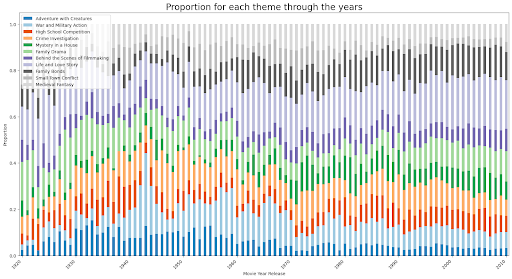 Proportion for each theme through the years
Adventure with Creatures
War and Military Action
High School Competition
Crime Investigation
Mystery in a House
Family Drama
Behind the Scenes of Filmmaking
Life and Love Story
Family Bonds
Small Town Conflict
Medieval Fantasy
Proportion
1.0
0.8
0.6
0.4
0.2
0.0
1920
1930
1940
1950
1960
1970
1980
1990
2000
2010
Movie Year Release